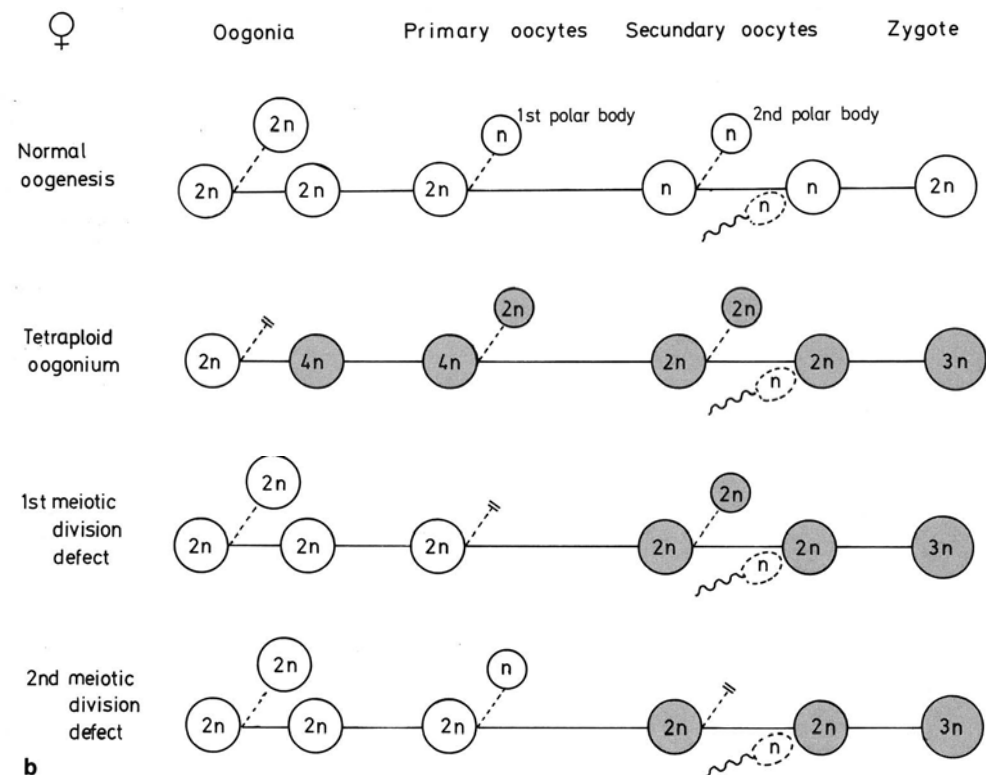 ♀ Oogonia Primary oocytes Secundary oocytes Zygote
2n n 1st polar body n 2nd polar body
Normal
oogenesis
2n 2n 2n n n n 2n
2n 2n
Tetraploid
oogonium
2n 4n 4n 2n n 2n 3n
2n 2n
1st meiotic
division
defect
2n 2n 2n 2n n 2n 3n
2n n
2nd meiotic
division
defect
2n 2n 2n 2n n 2n 3n
b